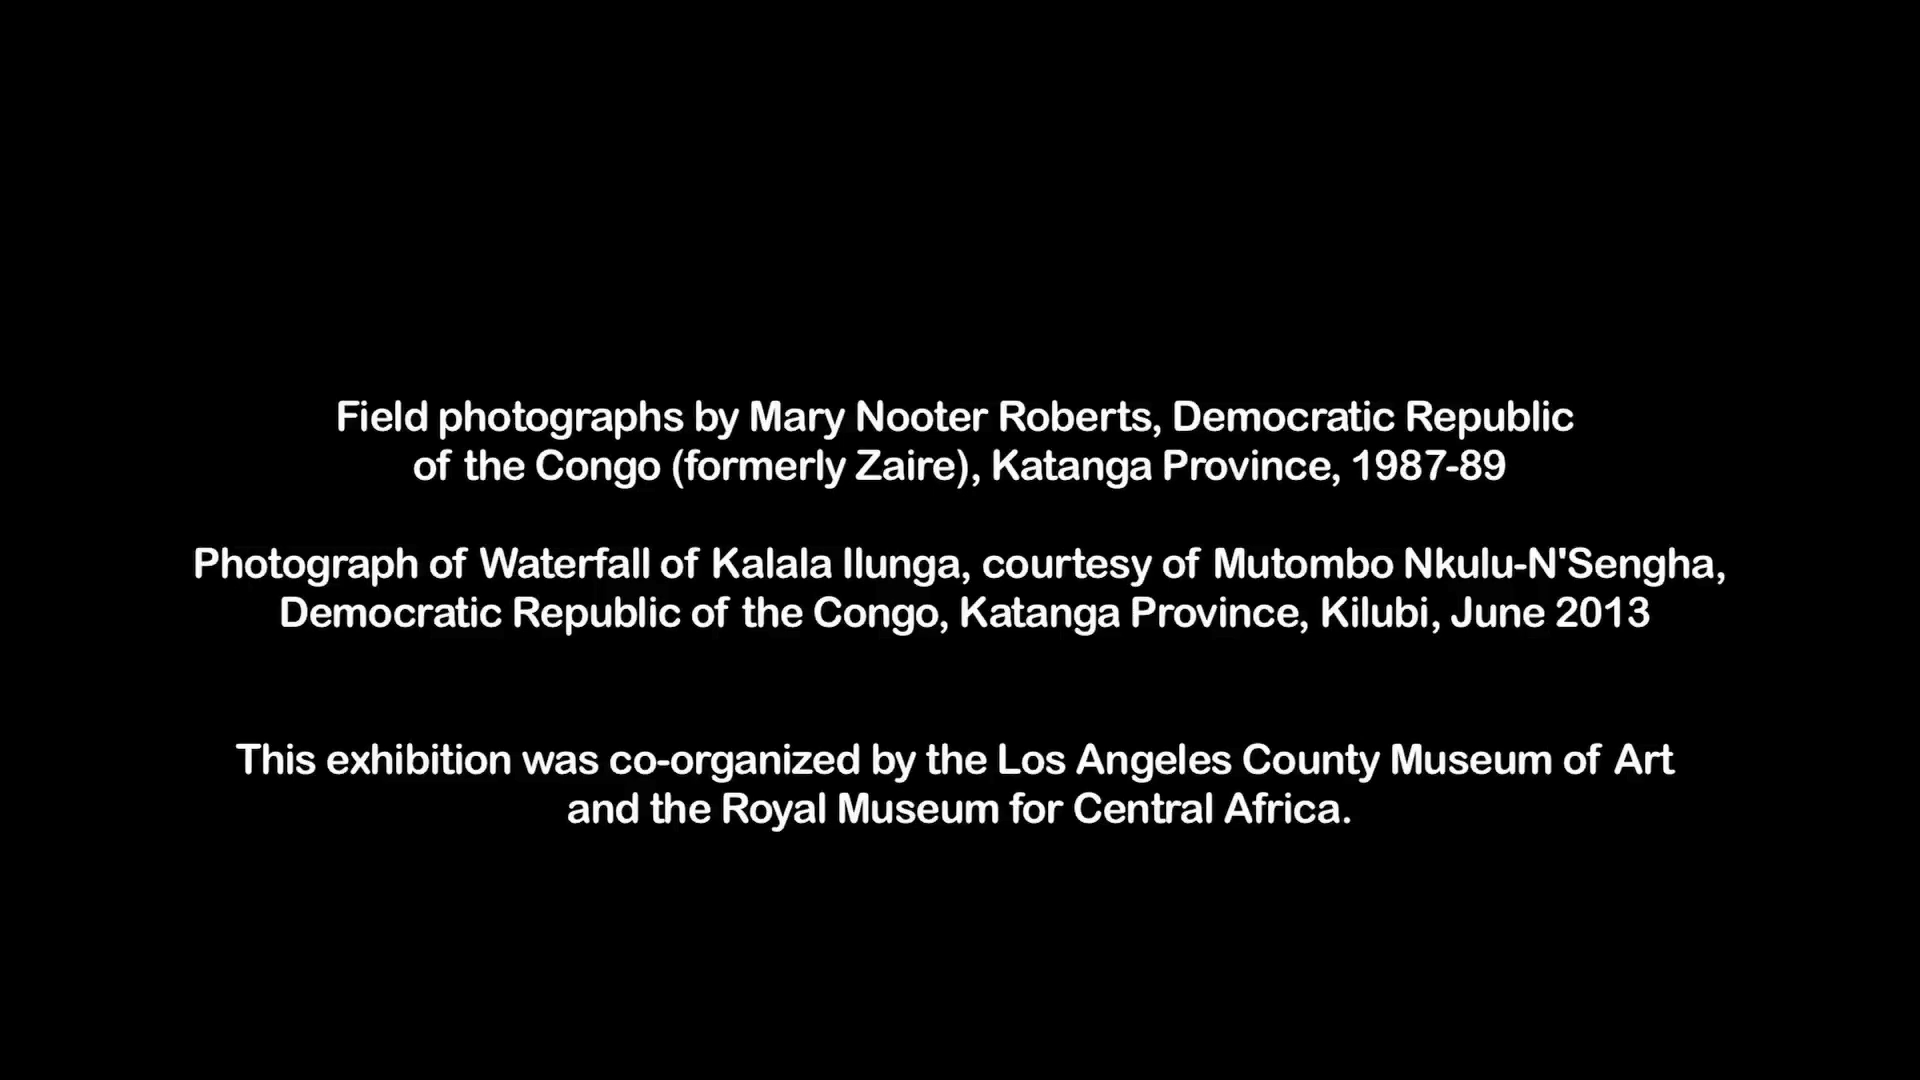 Field photographs by Mary Nooter Roberts, Democratic Republic
of the Congo (formerly Zaire), Katanga Province, 1987-89
Photograph of Waterfall of Kalala Ilunga, courtesy of Mutombo Nkulu-N'Sengha,
Democratic Republic of the Congo, Katanga Province, Kilubi, June 2013
This exhibition was co-organized by the Los Angeles County Museum of Art
and the Royal Museum for Central Africa.